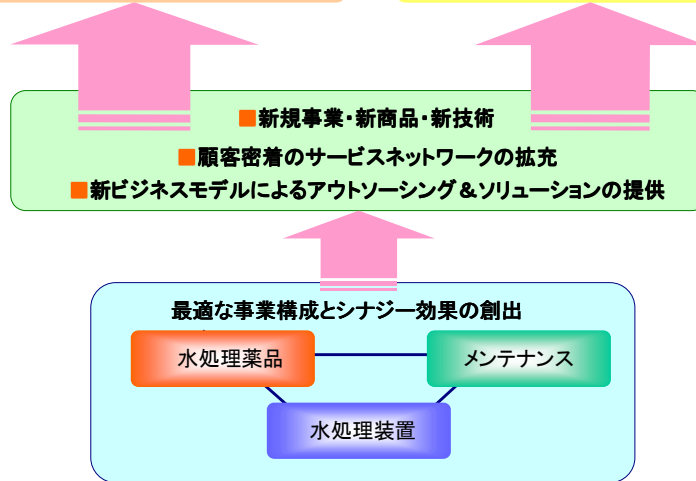 ■新規事業・新商品・新技術
■顧客密着のサービスネットワークの拡充
■新ビジネスモデルによるアウトソーシング&ソリューションの提供
最適な事業構成とシナジー効果の創出
水処理薬品
メンテナンス
水処理装置